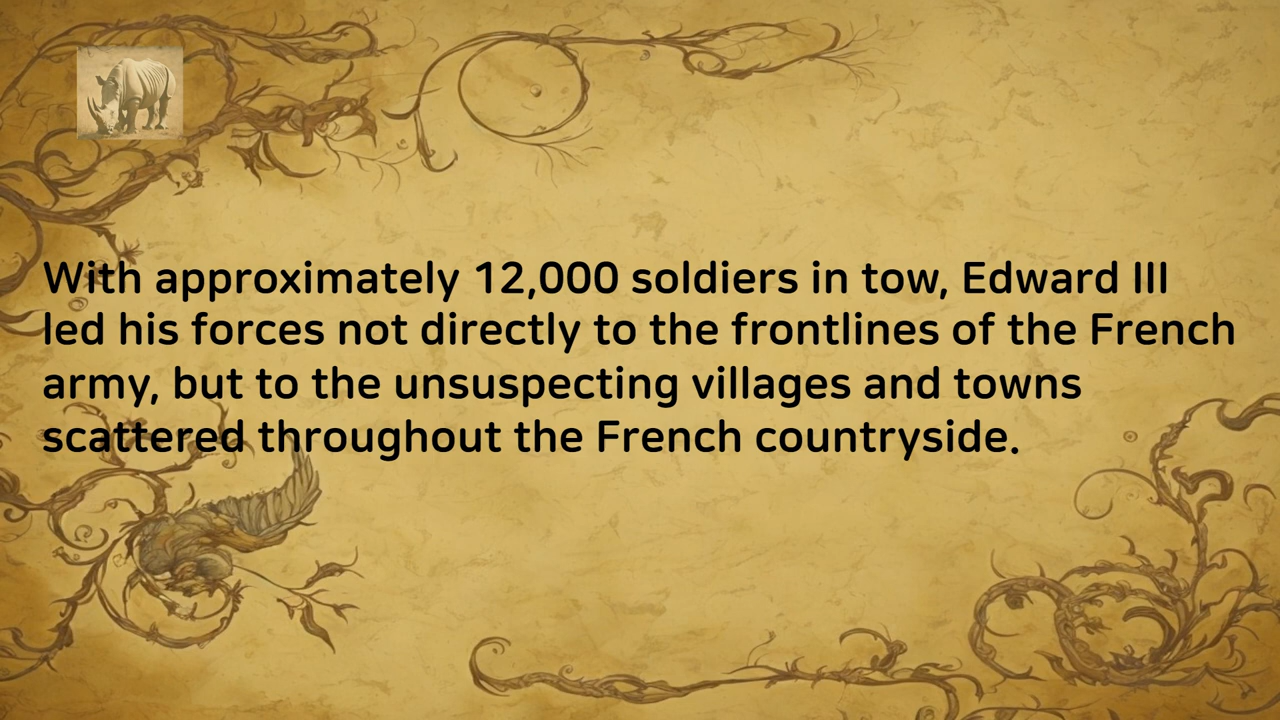 With approximately 12,000 soldiers in tow, Edward III
led his forces not directly to the frontlines of the French
army, but to the unsuspecting villages and towns
scattered throughout the French countryside.